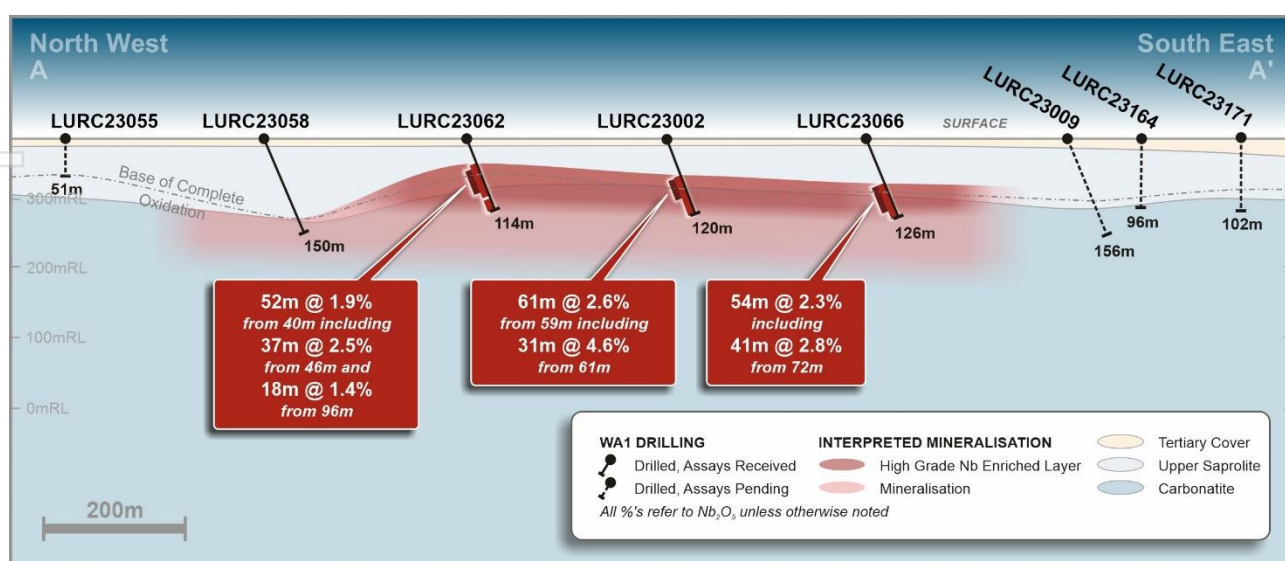 North West
A
South East
A'
LURC23055
LURC23058
LURC23062
LURC23002
LURC23066
SURFACE
LURC23009
LURC23164
LURC23171
Base of Complete
Oxidation
51m
150m
114m
120m
126m
156m
96m
102m
300mRL
200mRL
100mRL
0mRL
52m @ 1.9%
from 40m including
37m @ 2.5%
from 46m and
18m @ 1.4%
from 96m
61m @ 2.6%
from 59m including
31m @ 4.6%
from 61m
54m @ 2.3%
including
41m @ 2.8%
from 72m
200m
WA1 DRILLING
Drilled, Assays Received
Drilled, Assays Pending
INTERPRETED MINERALISATION
High Grade Nb Enriched Layer
Mineralisation
Tertiary Cover
Upper Saprolite
Carbonatite
All %'s refer to Nb₂O₅ unless otherwise noted